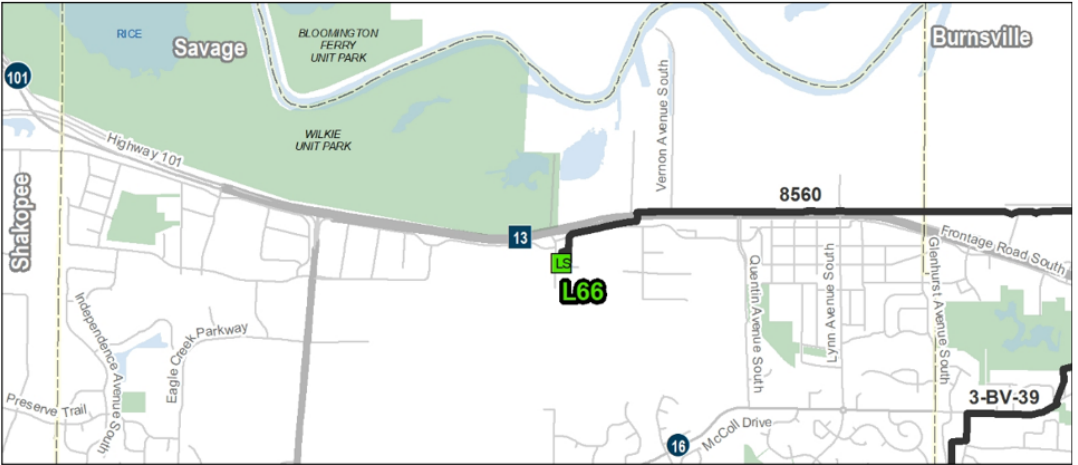 RICE
Savage
BLOOMINGTON
FERRY
UNIT PARK
Burnsville
101
WILKIE
UNIT PARK
Highway 101
Vernon Avenue South
Shakopee
8560
13
Frontage Road South
LS
L66
Quentin Avenue South
Lynn Avenue South
Glenhurst Avenue South
Independence Avenue South
Eagle Creek Parkway
Preserve Trail
3-BV-39
McColl Drive
16